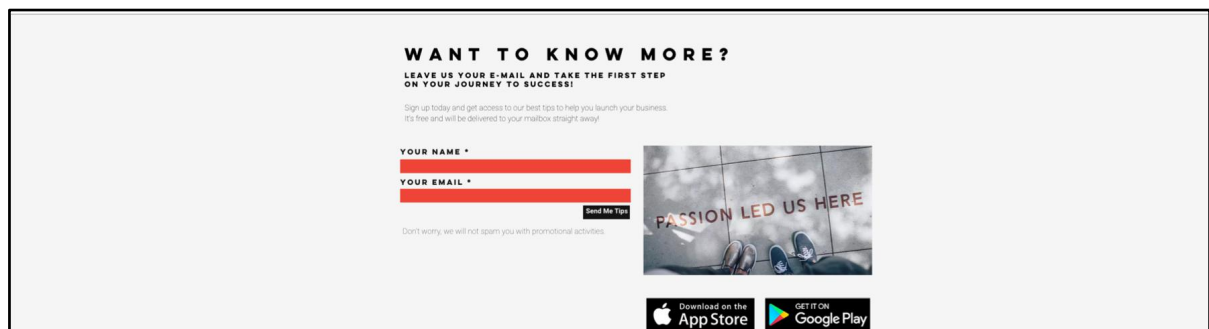 WANT TO KNOW MORE?
LEAVE US YOUR E-MAIL AND TAKE THE FIRST STEP
ON YOUR JOURNEY TO SUCCESS!
Sign up today and get access to our best tips to help you launch your business.
It's free and will be delivered to your mailbox straight away!
YOUR NAME *
YOUR EMAIL *
Send Me Tips
Don't worry, we will not spam you with promotional activities.
PASSION LED US HERE
Download on the
App Store
GET IT ON
Google Play